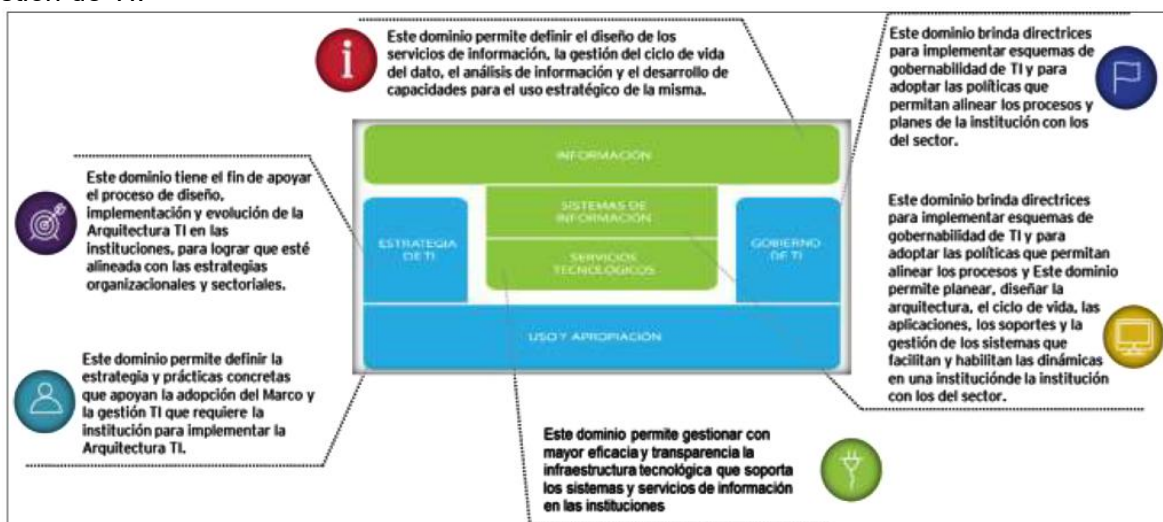 Este dominio permite definir el diseño de los
servicios de información, la gestión del ciclo de vida
del dato, el análisis de información y el desarrollo de
capacidades para el uso estratégico de la misma.
Este dominio brinda directrices
para implementar esquemas de
gobernabilidad de TI y para
adoptar las políticas que
permitan alinear los procesos y
planes de la institución con los
del sector.
Este dominio tiene el fin de apoyar
el proceso de diseño,
implementación y evolución de la
Arquitectura TI en las
instituciones, para lograr que esté
alineada con las estrategias
organizacionales y sectoriales.
INFORMACIÓN
SISTEMAS DE
INFORMACIÓN
ESTRATEGIA
DE TI
SERVICIOS
TECNOLÓGICOS
GOBIERNO
DE TI
USO Y APROPIACIÓN
Este dominio brinda directrices
para implementar esquemas de
gobernabilidad de TI y para
adoptar las políticas que permitan
alinear los procesos y Este dominio
permite planear, diseñar la
arquitectura, el ciclo de vida, las
aplicaciones, los soportes y la
gestión de los sistemas que
facilitan y habilitan las dinámicas
en una instituciónde la institución
con los del sector.
Este dominio permite definir la
estrategia y prácticas concretas
que apoyan la adopción del Marco y
la gestión TI que requiere la
institución para implementar la
Arquitectura TI.
Este dominio permite gestionar con
mayor eficacia y transparencia la
infraestructura tecnológica que soporta
los sistemas y servicios de información
en las instituciones